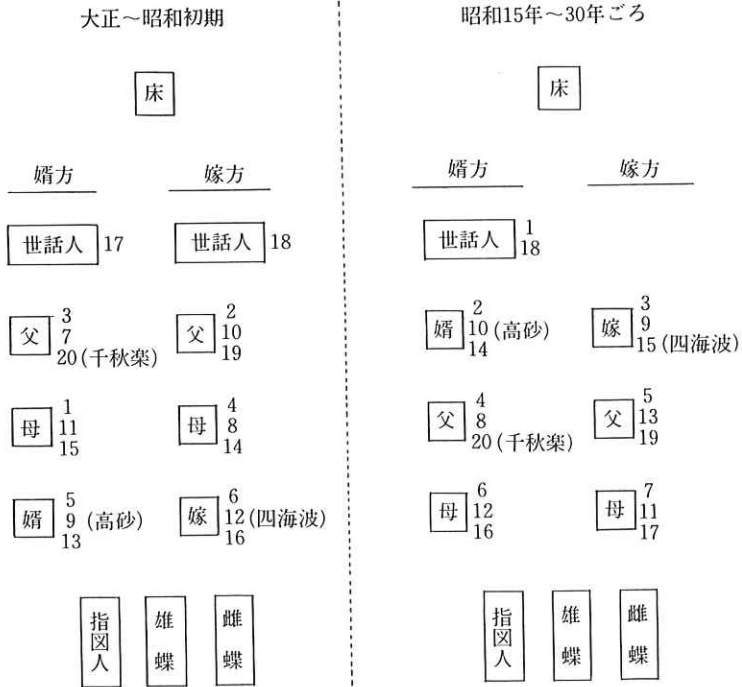 大正～昭和初期
床
婿方 嫁方
世話人 17 世話人 18
父 3 7 20(千秋楽) 父 2 10 19
母 1 11 15 母 4 8 14
婿 5 9(高砂) 13 嫁 6 12(四海波) 16
指図人 雄蝶 雌蝶
昭和15年～30年ごろ
床
婿方 嫁方
世話人 1 18
婿 2 10(高砂) 14 嫁 3 9 15(四海波)
父 4 8 20(千秋楽) 父 5 13 19
母 6 12 16 母 7 11 17
指図人 雄蝶 雌蝶